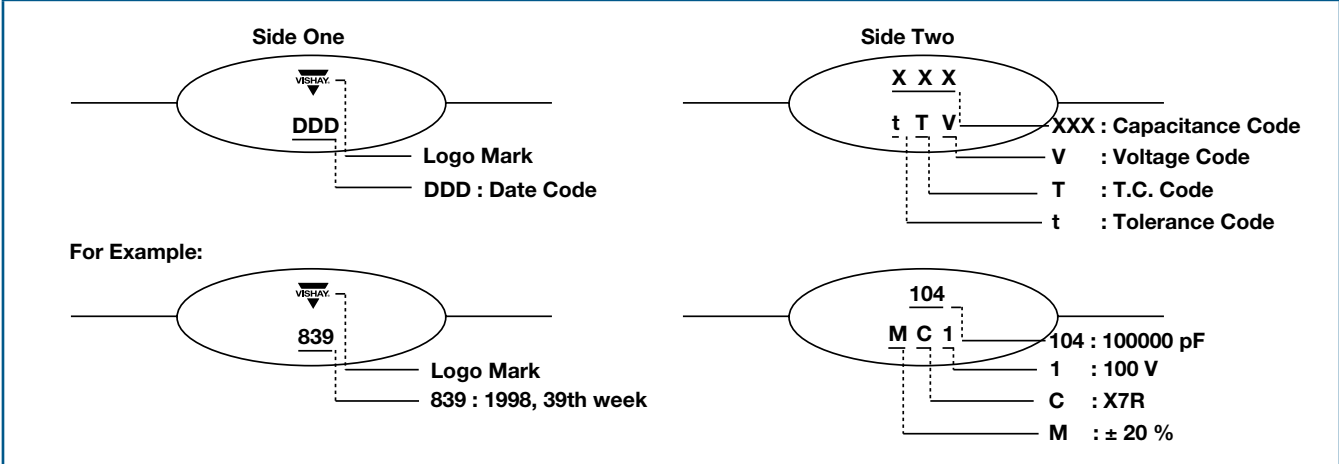 Side One
VISHAY.
DDD
Logo Mark
DDD : Date Code
Side Two
X X X
t T V
XXX : Capacitance Code
V : Voltage Code
T : T.C. Code
t : Tolerance Code
For Example:
VISHAY.
839
Logo Mark
839 : 1998, 39th week
104
M C 1
104 : 100000 pF
1 : 100 V
C : X7R
M : ± 20 %